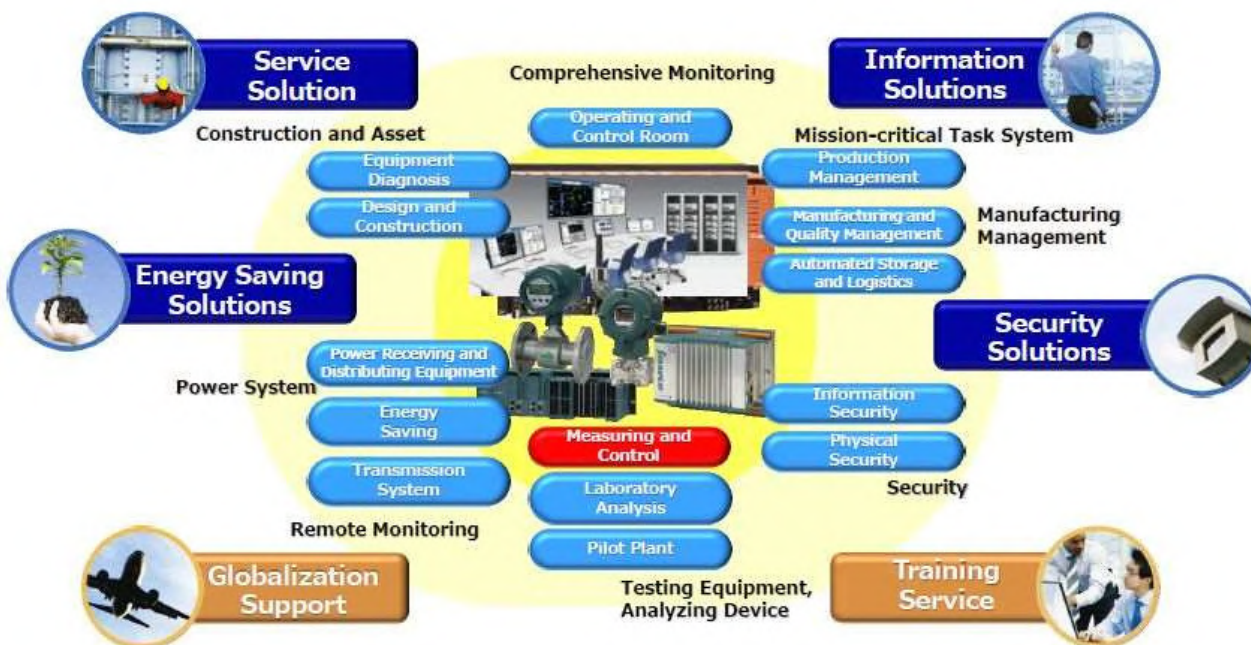 Service
Solution
Information
Solutions
Comprehensive Monitoring
Operating and
Control Room
Construction and Asset
Mission-critical Task System
Equipment
Diagnosis
Production
Management
Design and
Construction
Manufacturing and
Quality Management
Manufacturing
Management
Automated Storage
and Logistics
Energy Saving
Solutions
Security
Solutions
Power Receiving and
Distributing Equipment
Power System
Information
Security
Energy
Saving
Measuring and
Control
Physical
Security
Transmission
System
Laboratory
Analysis
Security
Remote Monitoring
Pilot Plant
Globalization
Support
Testing Equipment,
Analyzing Device
Training
Service